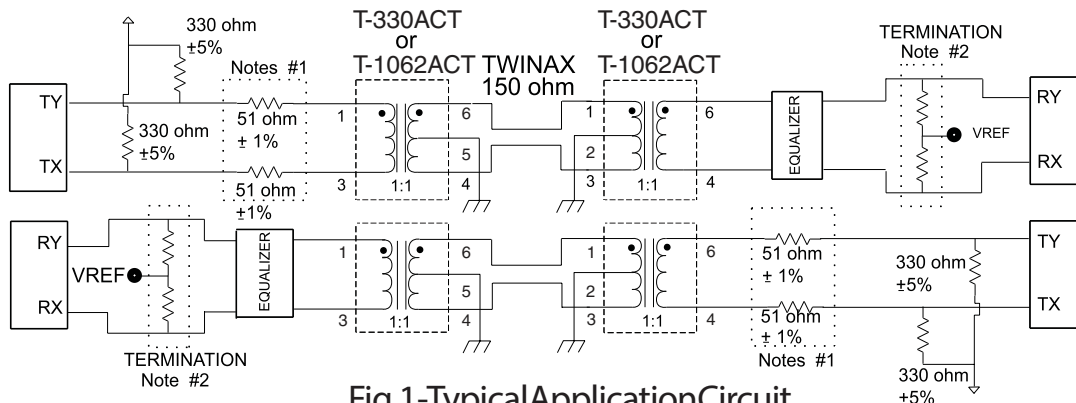 330 ohm
±5%
T-330ACT
or
T-1062ACT
T-330ACT
or
T-1062ACT
TWINAX
150 ohm
TERMINATION
Note #2
Notes #1
TY
TX
330 ohm
±5%
51 ohm
± 1%
51 ohm
±1%
1
3
6
5
4
1:1
1
2
3
6
4
1:1
EQUALIZER
VREF
RY
RX
RY
RX
VREF
TERMINATION
Note #2
EQUALIZER
1
3
6
5
4
1:1
1
2
3
6
4
1:1
51 ohm
± 1%
51 ohm
± 1%
Notes #1
330 ohm
±5%
330 ohm
±5%
TY
TX
Fig 1-Typical Application Circuit